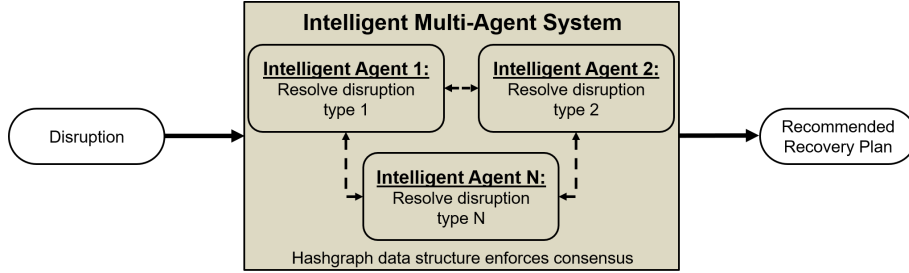 Intelligent Multi-Agent System
Intelligent Agent 1:
Resolve disruption
type 1
Intelligent Agent 2:
Resolve disruption
type 2
Disruption
Recommended
Recovery Plan
Intelligent Agent N:
Resolve disruption
type N
Hashgraph data structure enforces consensus